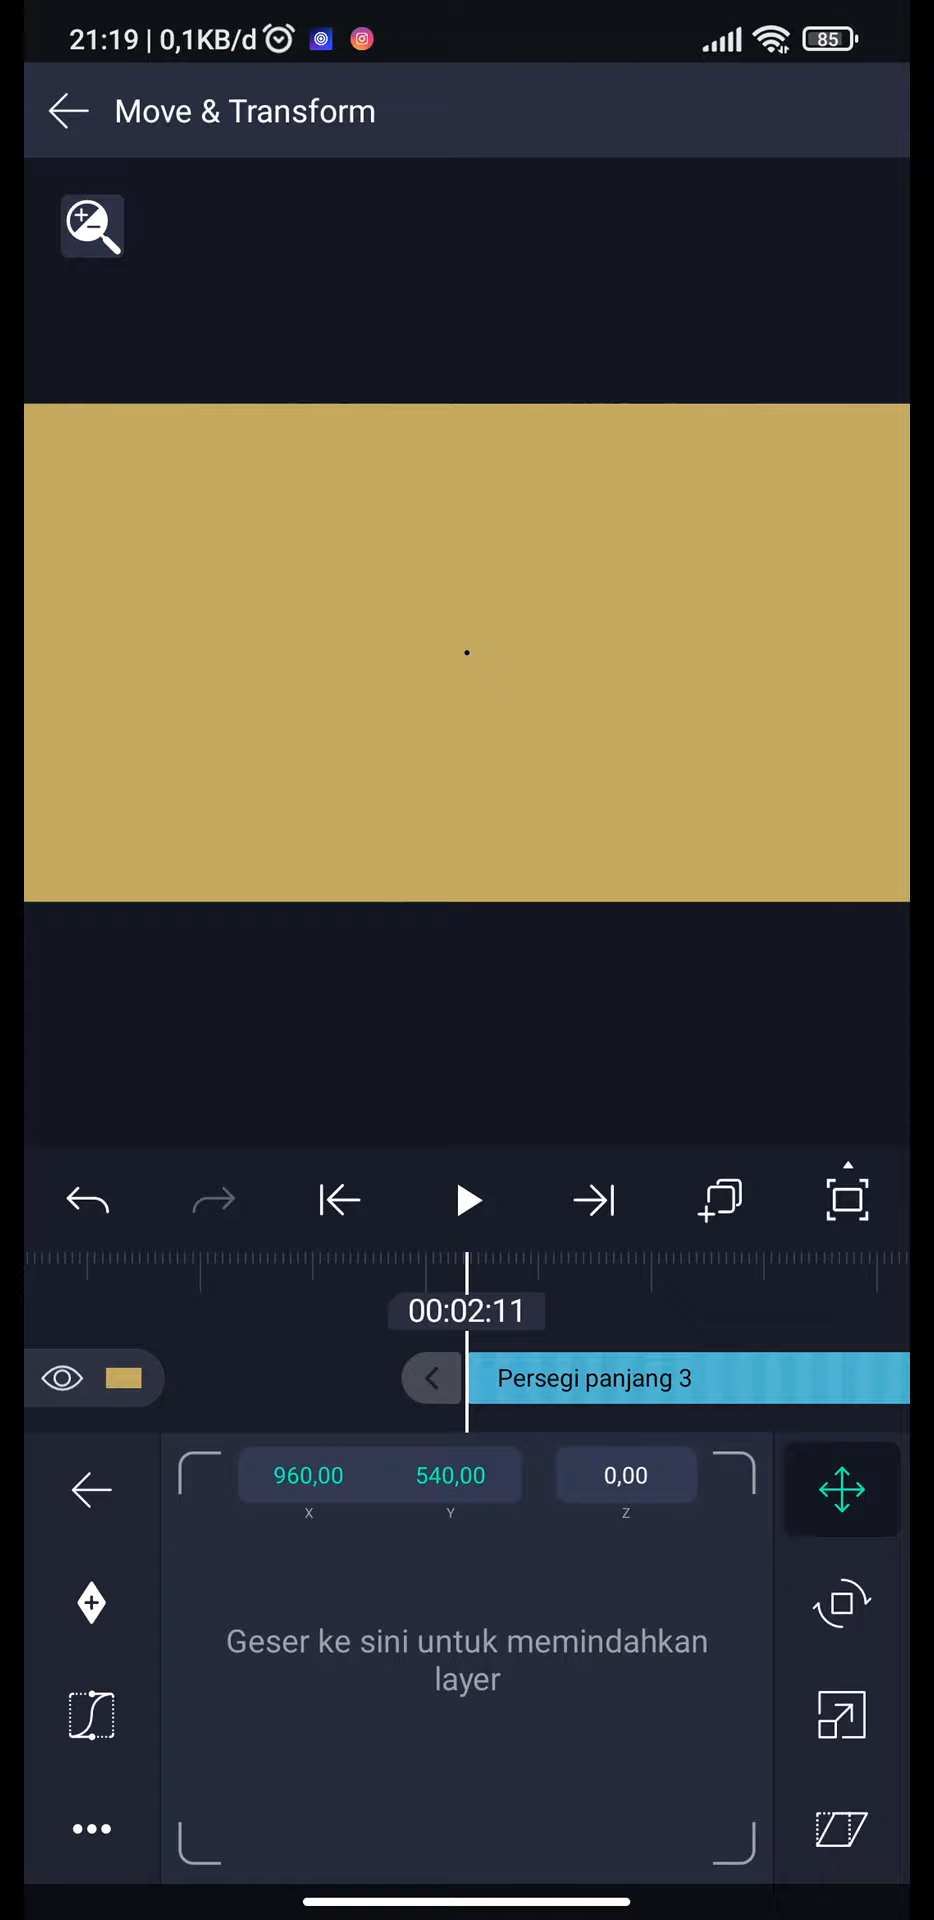 21:19 | 0,1KB/d
85
Move & Transform
00:02:11
Persegi panjang 3
960,00 540,00 0,00
X Y Z
Geser ke sini untuk memindahkan
layer